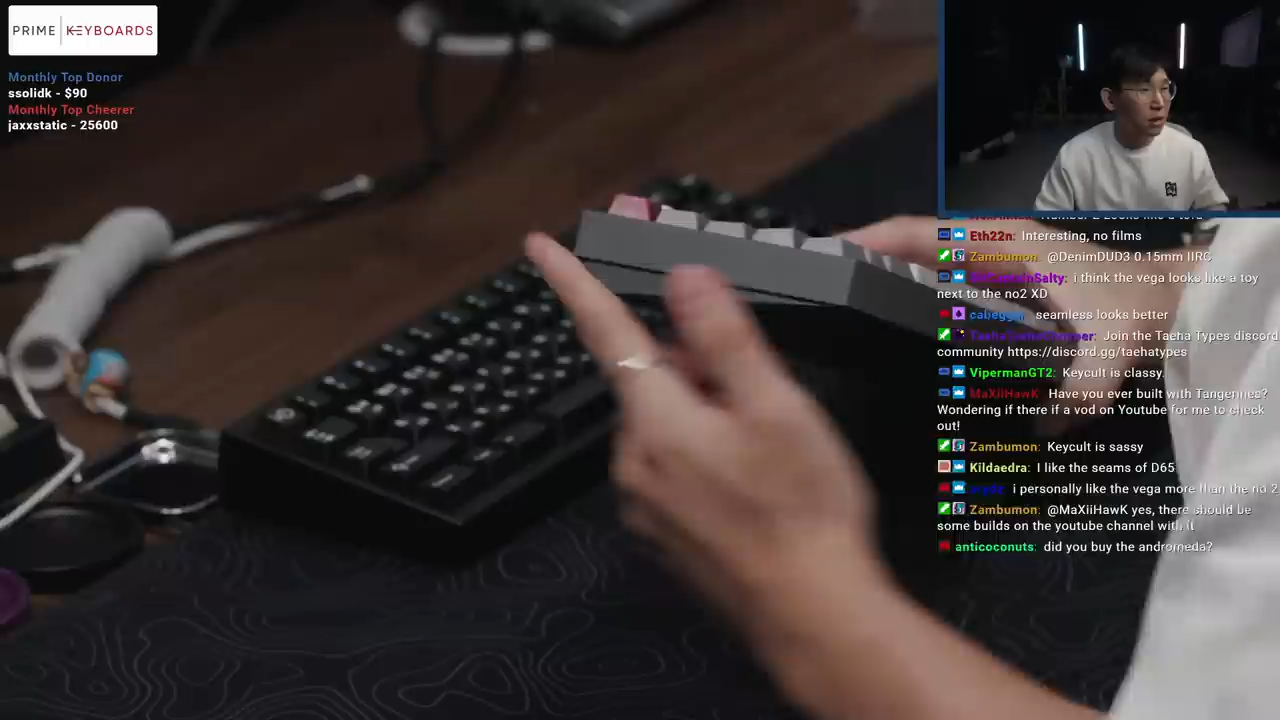 PRIME KEYBOARDS
Monthly Top Donor
ssolidk - $90
Monthly Top Cheerer
jaxxstatic - 25600
Eth22n: Interesting, no films
Zambumon: @DenimDUD3 0.15mm IIRC
i think the vega looks like a toy
next to the no2 XD
seamless looks better
Join the Taeha Types discord
community https://discord.gg/taehatypes
VipermanGT2: Keycult is classy.
MaXiiHawK Have you ever built with Tangerines?
Wondering if there if a vod on Youtube for me to check
out!
Zambumon: Keycult is sassy
Kildaedra: I like the seams of D65
i personally like the vega more than the no 2
Zambumon: @MaXiiHawK yes, there should be
some builds on the youtube channel with it
anticoconuts: did you buy the andromeda?